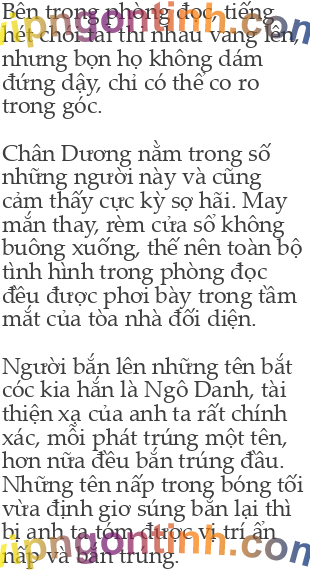 Bên trong phòng đọc, tiếng
hét chói tai thi nhau vang lên,
nhưng bọn họ không dám
đứng dậy, chỉ có thể co ro
trong góc.

Chân Dương nằm trong số
những người này và cũng
cảm thấy cực kỳ sợ hãi. May
mắn thay, rèm cửa sổ không
buông xuống, thế nên toàn bộ
tình hình trong phòng đọc
đều được phơi bày trong tầm
mắt của tòa nhà đối diện.

Người bắn lên những tên bắt
cóc kia hẳn là Ngô Danh, tài
thiện xạ của anh ta rất chính
xác, mỗi phát trúng một tên,
hơn nữa đều bắn trúng đầu.
Những tên nấp trong bóng tối
vừa định giơ súng bắn lại thì
bị anh ta tóm được vị trí ẩn
nấp và bắn trúng.